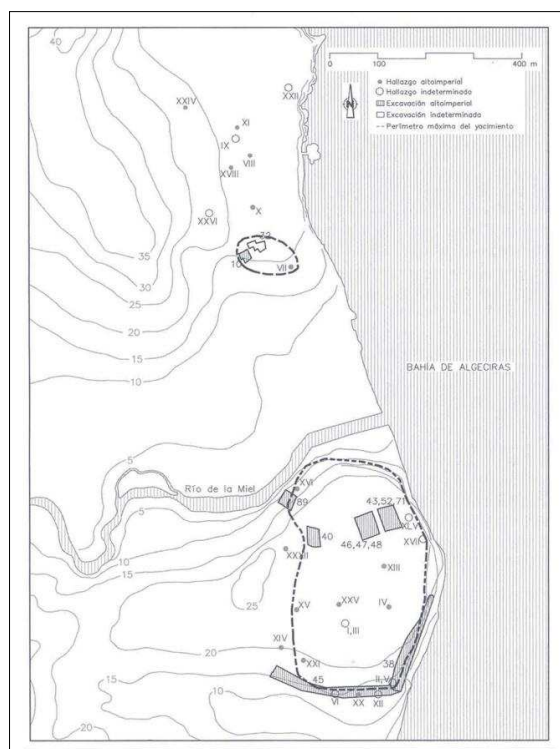 40
0
100
400 m
Hallazgo altoimperial
Hallazgo indeterminado
Excavación altoimperial
Excavación indeterminada
Perímetro máximo del yacimiento
N
XXII
XXIV
XI
IX
VIII
XVIII
X
XXVI
32
10
VII
35
30
25
20
15
10
BAHÍA DE ALGECIRAS
5
5
Río de la Miel
XVI
89
43,52,71
XLV
40
46,47,48
XVII
5
10
15
XIII
25
XXV
IV
XV
I,III
XIV
20
XXI
38
45
II,V
15
10
VI
XX
XII
20